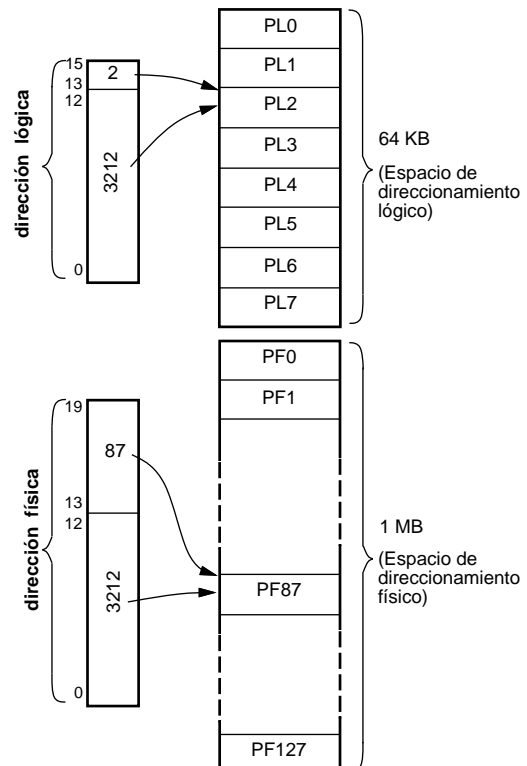 15
13
12
0
2
3212
dirección lógica
PL0
PL1
PL2
PL3
PL4
PL5
PL6
PL7
64 KB
(Espacio de
direccionamiento
lógico)
19
13
12
0
87
3212
dirección física
PF0
PF1
PF87
PF127
1 MB
(Espacio de
direccionamiento
físico)